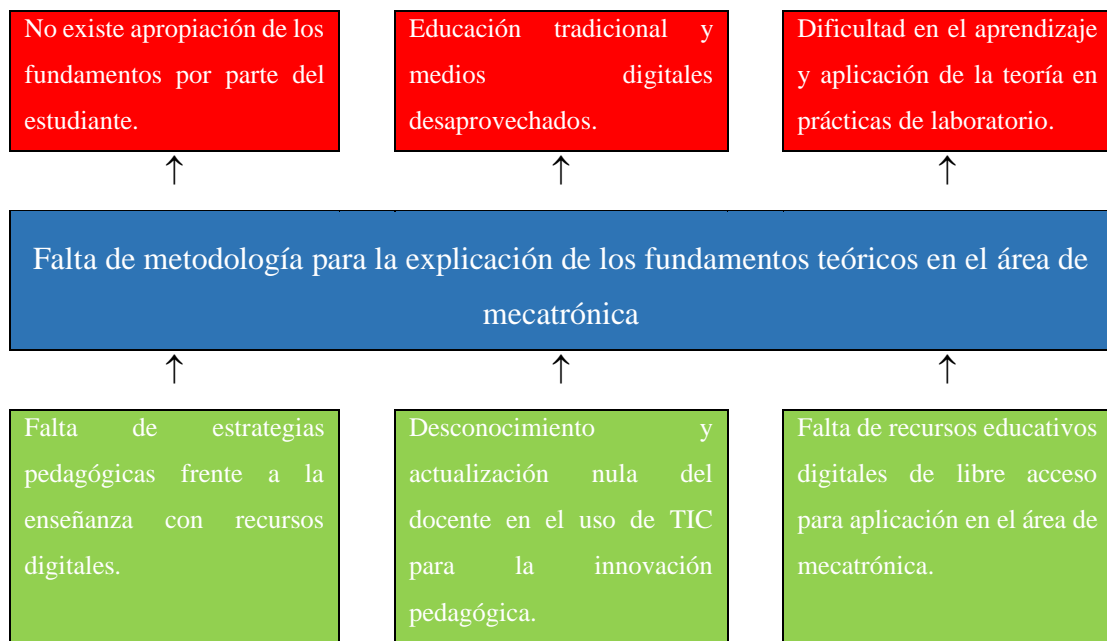 No existe apropiación de los
fundamentos por parte del
estudiante.
Educación tradicional y
medios digitales
desaprovechados.
Dificultad en el aprendizaje
y aplicación de la teoría en
prácticas de laboratorio.
Falta de metodología para la explicación de los fundamentos teóricos en el área de
mecatrónica
Falta de estrategias
pedagógicas frente a la
enseñanza con recursos
digitales.
Desconocimiento y
actualización nula del
docente en el uso de TIC
para la innovación
pedagógica.
Falta de recursos educativos
digitales de libre acceso
para aplicación en el área de
mecatrónica.